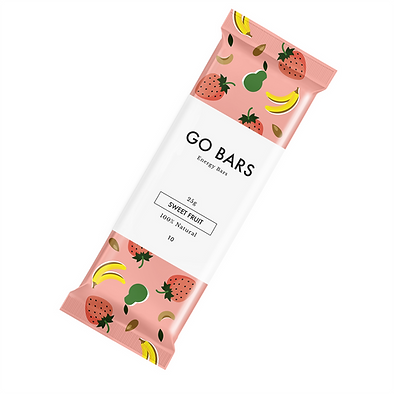 GO BARS
Energy Bars
25g
SWEET FRUIT
100% Natural
10